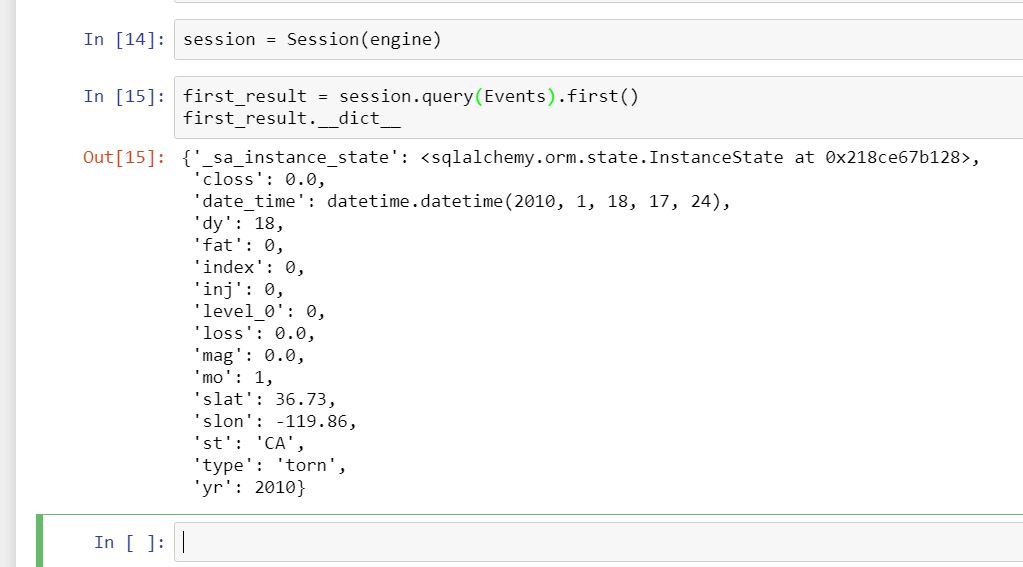 In [14]: session = Session(engine)
In [15]: first_result = session.query(Events).first()
first_result.__dict__
Out[15]: {'_sa_instance_state': <sqlalchemy.orm.state.InstanceState at 0x218ce67b128>,
'closs': 0.0,
'date_time': datetime.datetime(2010, 1, 18, 17, 24),
'dy': 18,
'fat': 0,
'index': 0,
'inj': 0,
'level_0': 0,
'loss': 0.0,
'mag': 0.0,
'mo': 1,
'slat': 36.73,
'slon': -119.86,
'st': 'CA',
'type': 'torn',
'yr': 2010}
In [ ]: